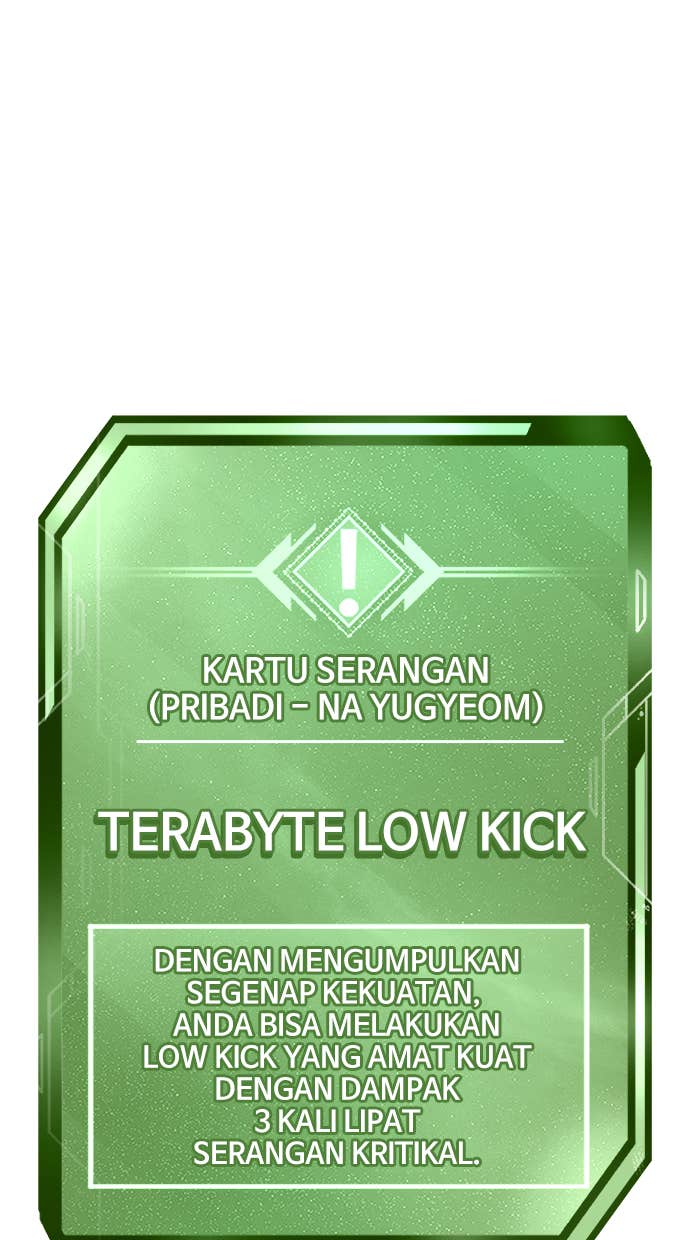 !
KARTU SERANGAN
(PRIBADI - NA YUGYEOM)
TERABYTE LOW KICK
DENGAN MENGUMPULKAN
SEGENAP KEKUATAN,
ANDA BISA MELAKUKAN
LOW KICK YANG AMAT KUAT
DENGAN DAMPAK
3 KALI LIPAT
SERANGAN KRITIKAL.